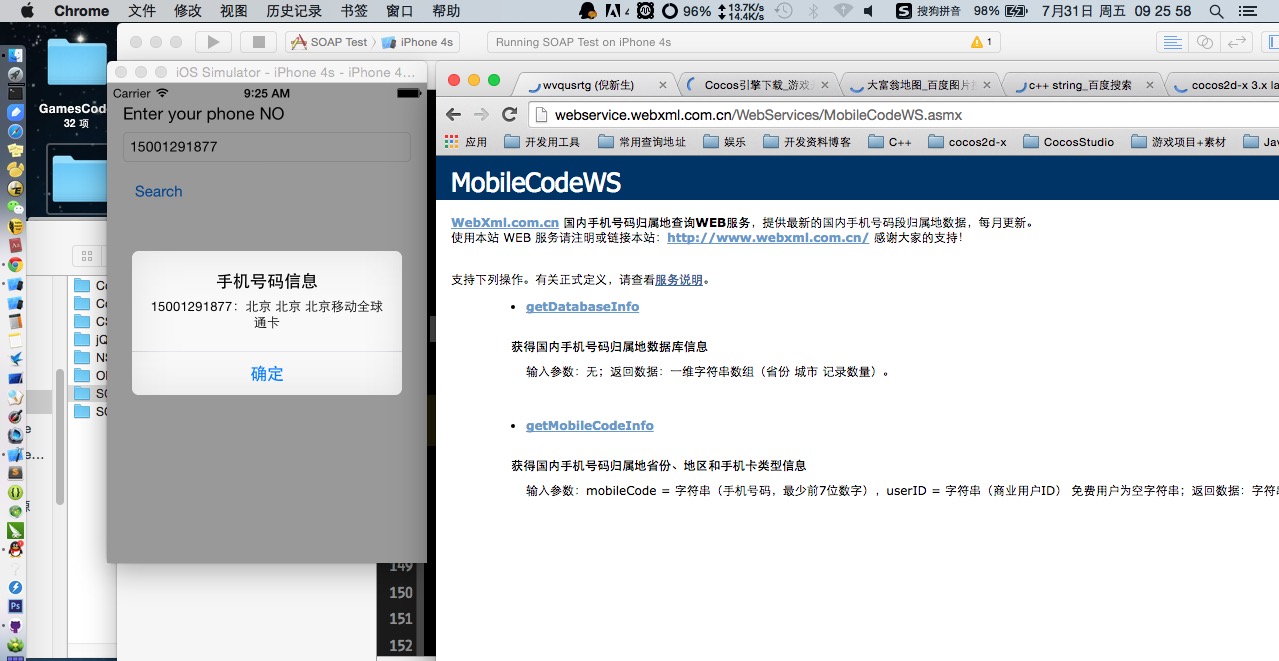 Chrome 文件 修改 视图 历史记录 书签 窗口 帮助
4 96% 13.7K/s 14.4K/s 搜狗拼音 98% 7月31日 周五 09 25 58
SOAP Test iPhone 4s Running SOAP Test on iPhone 4s 1
GamesCod
32 项
iOS Simulator - iPhone 4s - iPhone 4...
Carrier 9:25 AM
Enter your phone NO
15001291877
Search
手机号码信息
15001291877：北京 北京 北京移动全球
通卡
确定
149
150
151
152
wvqusrtg (倪新生) Cocos引擎下载_游戏 大富翁地图_百度图片 c++ string_百度搜索 cocos2d-x 3.x la
webservice.webxml.com.cn/WebServices/MobileCodeWS.asmx
应用 开发用工具 常用查询地址 娱乐 开发资料博客 C++ cocos2d-x CocosStudio 游戏项目+素材 Jav
MobileCodeWS
WebXml.com.cn 国内手机号码归属地查询WEB服务，提供最新的国内手机号码段归属地数据，每月更新。
使用本站 WEB 服务请注明或链接本站：http://www.webxml.com.cn/ 感谢大家的支持！
支持下列操作。有关正式定义，请查看服务说明。
• getDatabaseInfo
获得国内手机号码归属地数据库信息
输入参数：无；返回数据：一维字符串数组（省份 城市 记录数量）。
• getMobileCodeInfo
获得国内手机号码归属地省份、地区和手机卡类型信息
输入参数：mobileCode = 字符串（手机号码，最少前7位数字），userID = 字符串（商业用户ID） 免费用户为空字符串；返回数据：字符